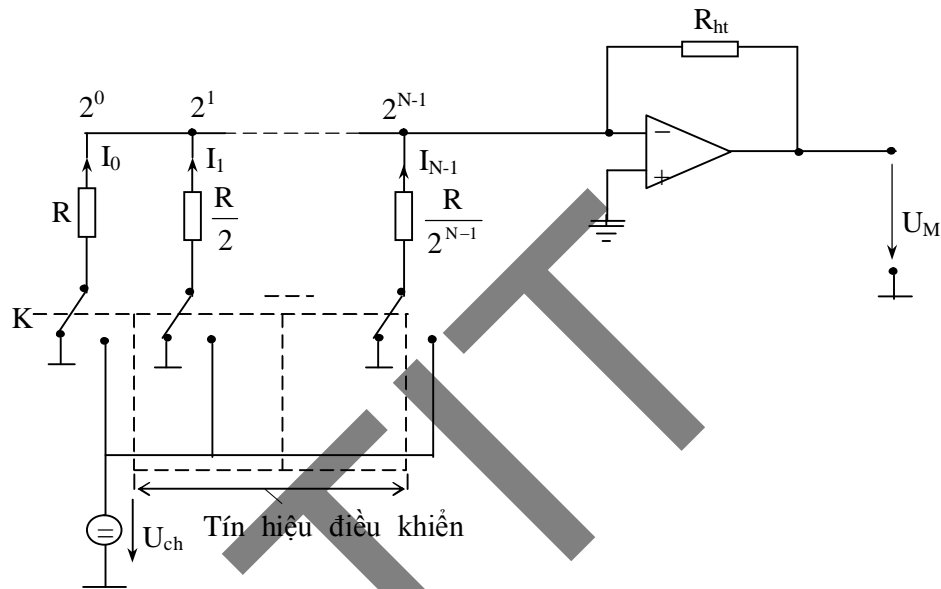 R_ht
2^0 2^1 2^{N-1}
I_0 I_1 I_{N-1}
−
+
R
R/2
R/2^{N-1}
U_M
K
Tín hiệu điều khiển
=
U_ch
PTIT